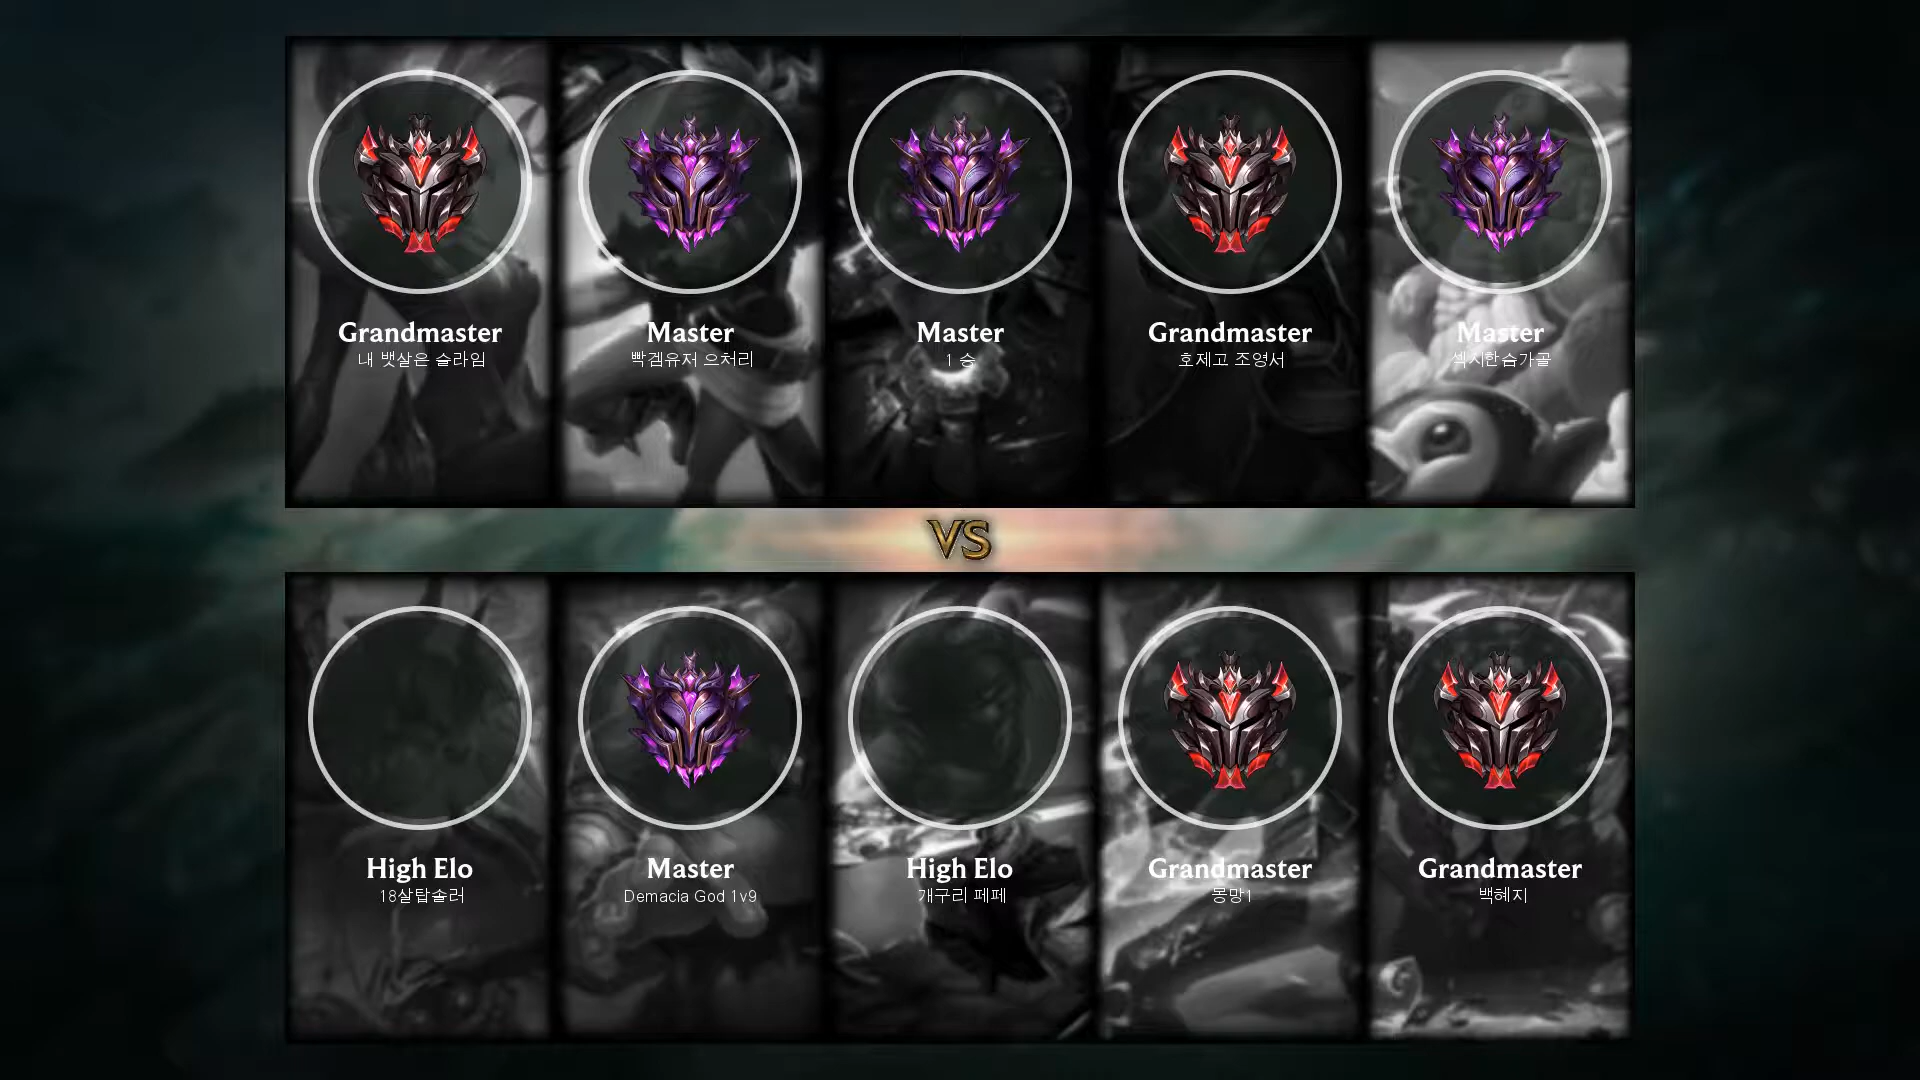 Grandmaster
내 뱃살은 슬라임
Master
빡겜유저 으처리
Master
1 승
Grandmaster
호제고 조영서
Master
섹시한슴가골
VS
High Elo
18살탑솔러
Master
Demacia God 1v9
High Elo
개구리 페페
Grandmaster
몽망1
Grandmaster
백혜지